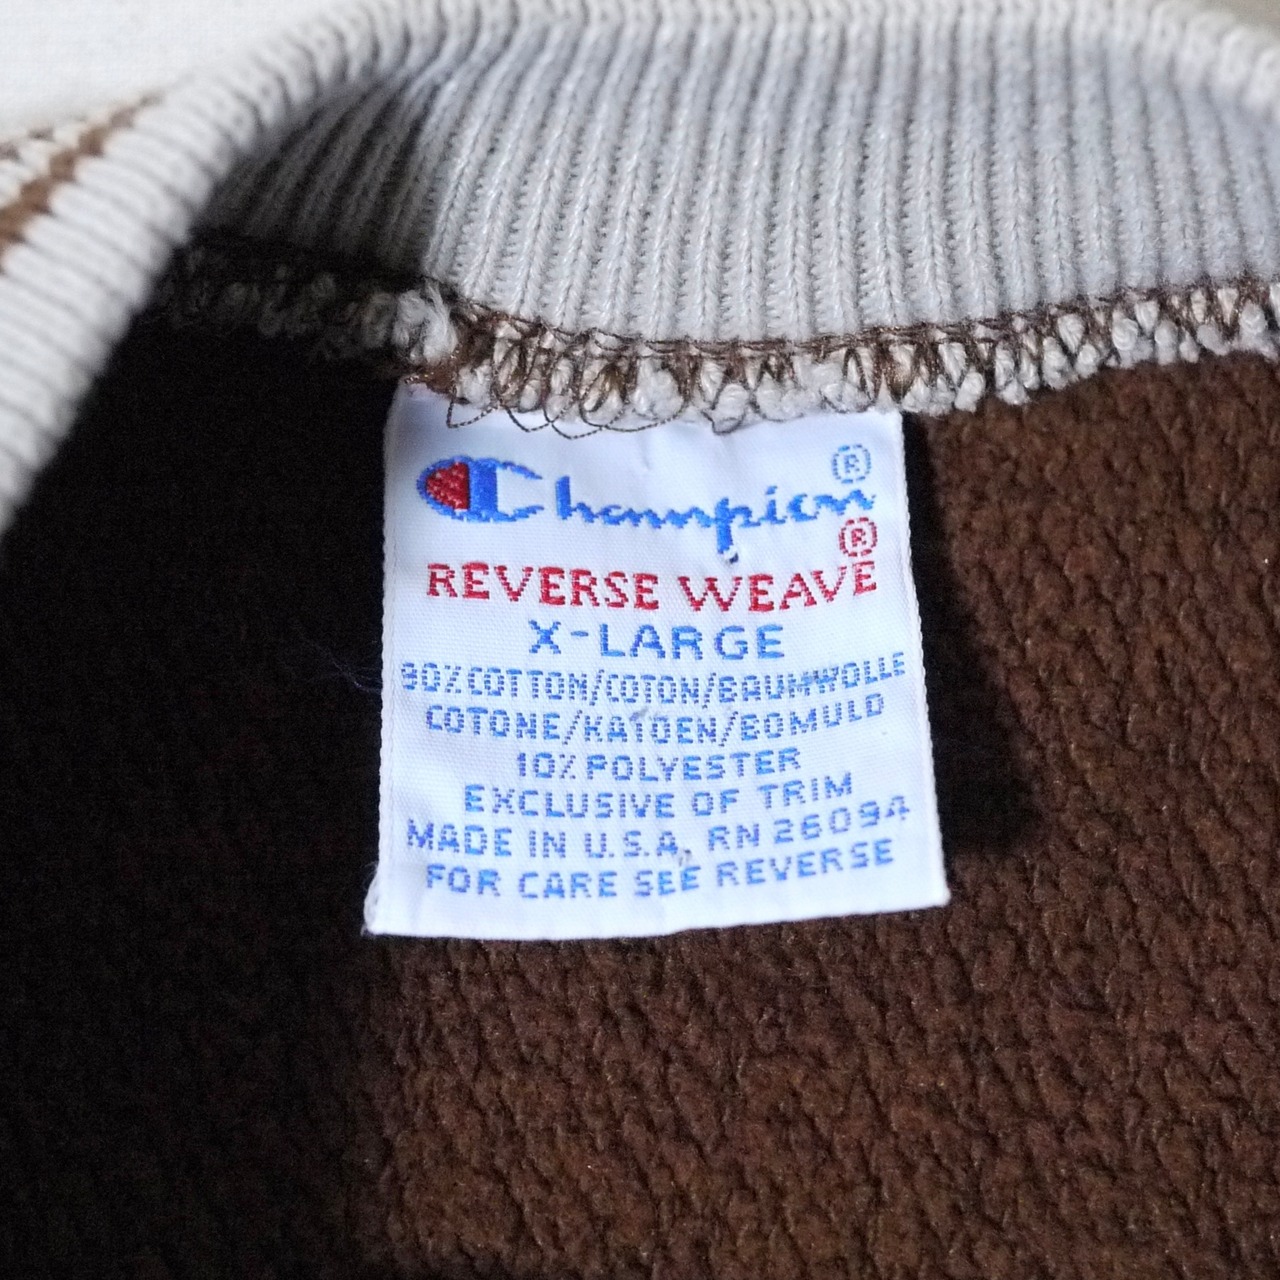 Champion®
REVERSE WEAVE®
X-LARGE
90% COTTON/COTON/BAUMWOLLE
COTONE/KATOEN/BOMULD
10% POLYESTER
EXCLUSIVE OF TRIM
MADE IN U.S.A. RN 26094
FOR CARE SEE REVERSE